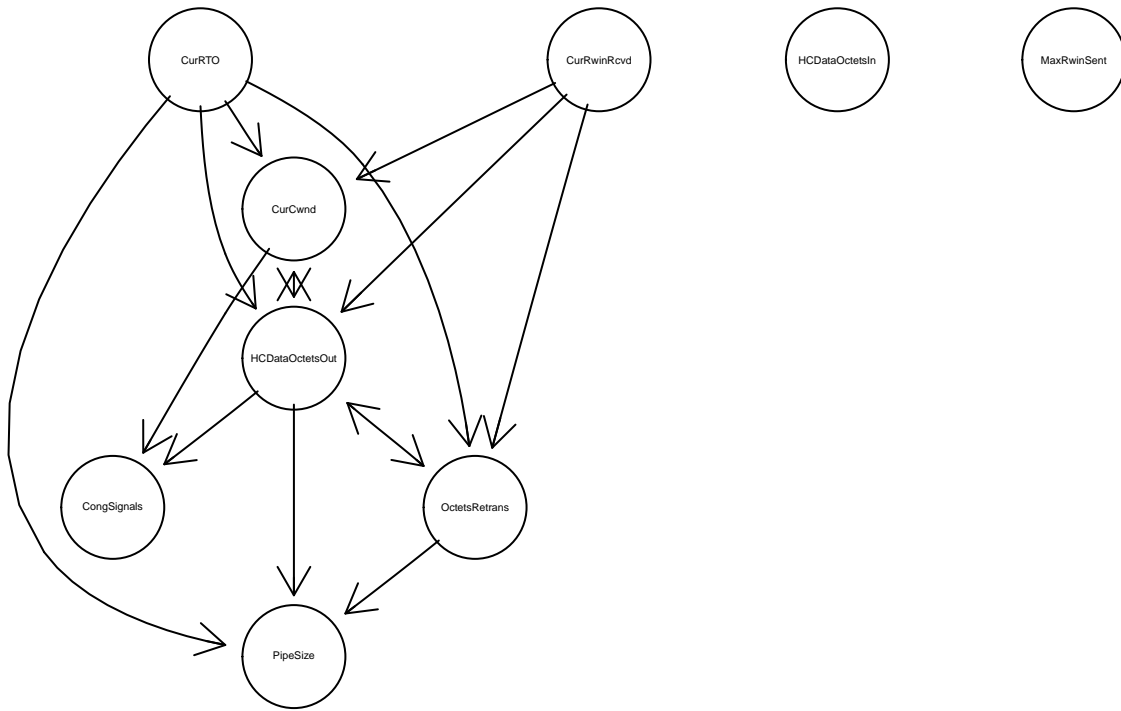 CurRTO
CurRwinRcvd
HCDataOctetsIn
MaxRwinSent
CurCwnd
HCDataOctetsOut
CongSignals
OctetsRetrans
PipeSize